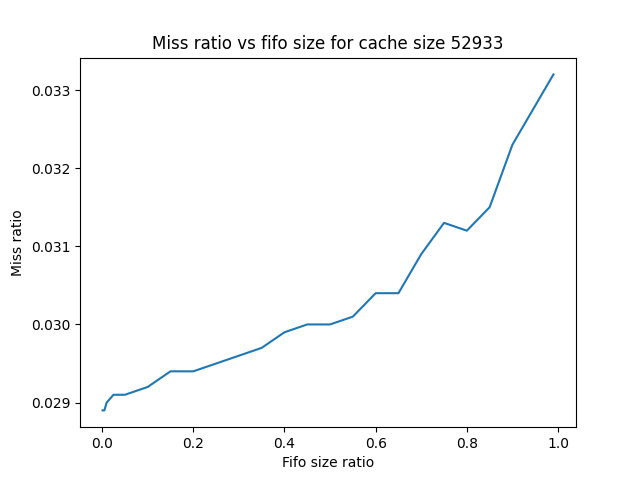 Miss ratio vs fifo size for cache size 52933
0.033
0.032
0.031
0.030
0.029
Miss ratio
0.0 0.2 0.4 0.6 0.8 1.0
Fifo size ratio